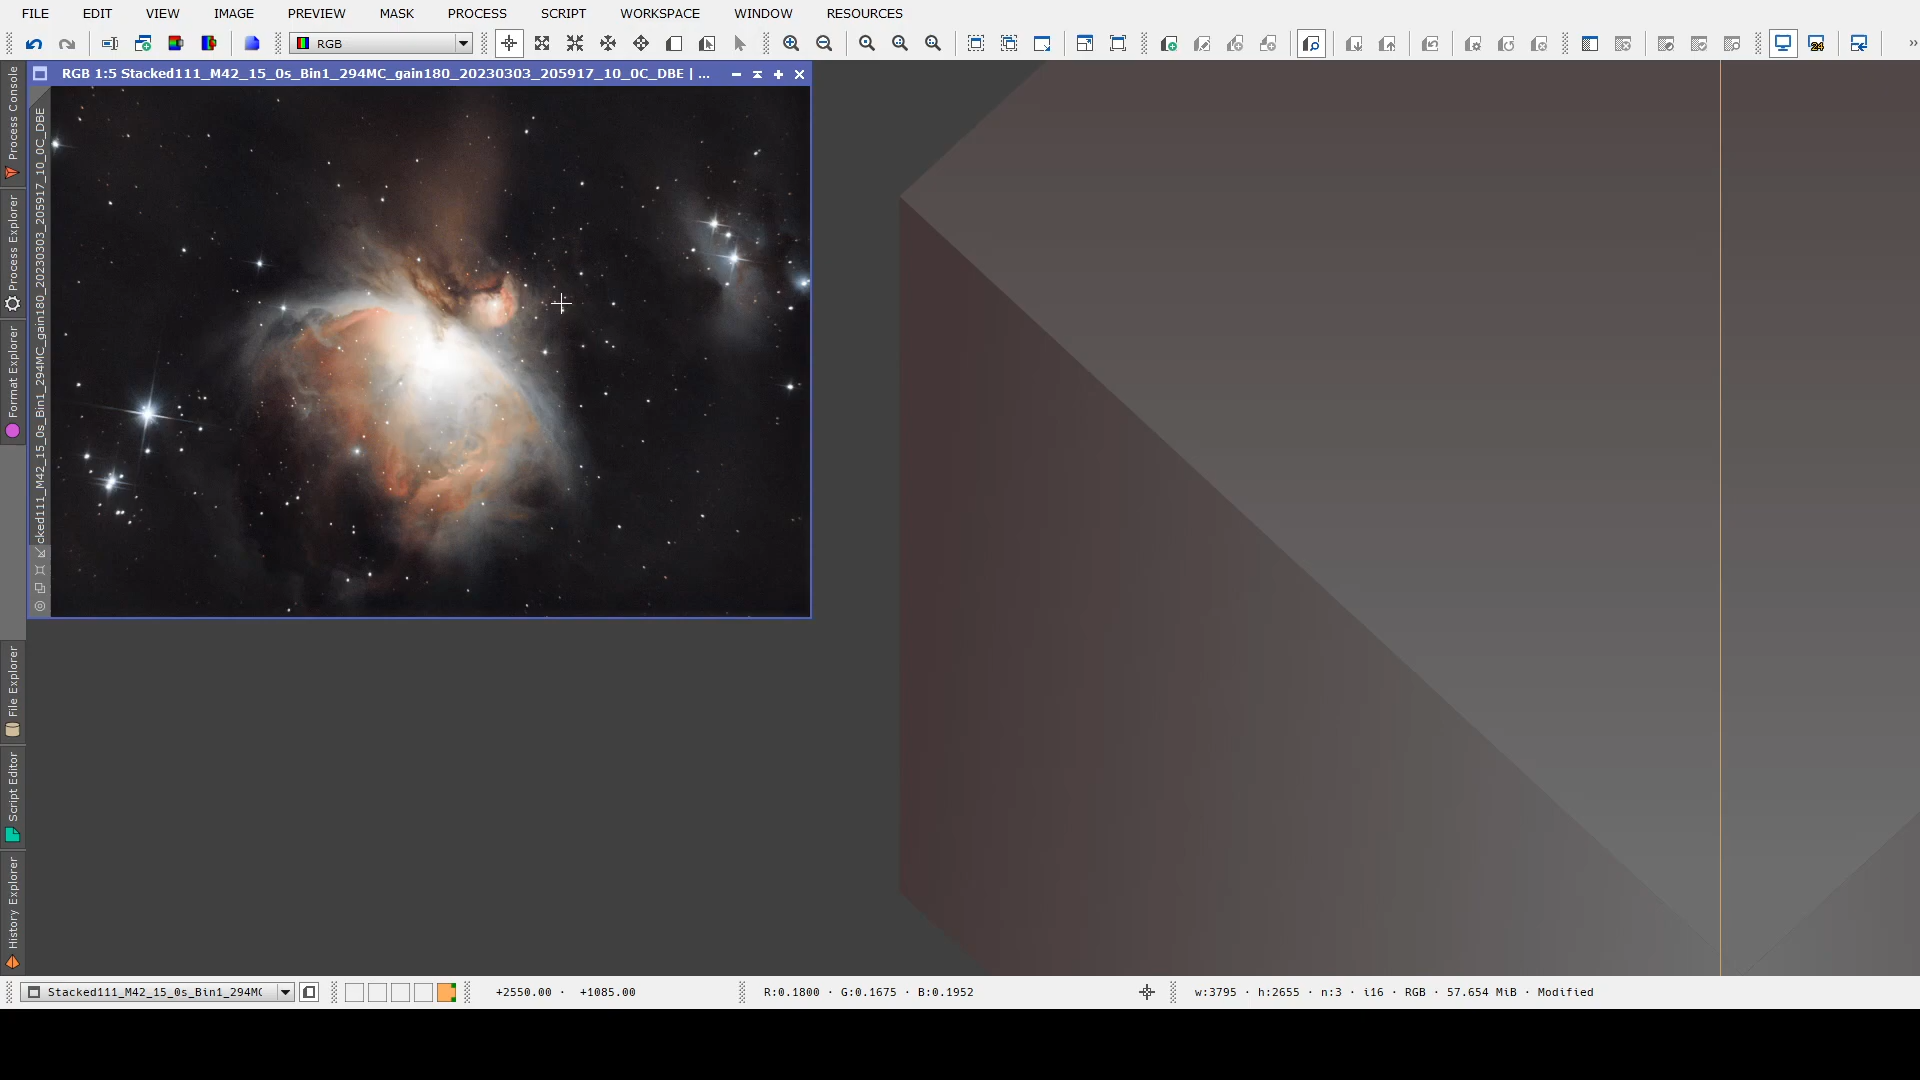 FILE EDIT VIEW IMAGE PREVIEW MASK PROCESS SCRIPT WORKSPACE WINDOW RESOURCES
RGB
24
Process Console
Process Explorer
Format Explorer
File Explorer
Script Editor
History Explorer
RGB 1:5 Stacked111_M42_15_0s_Bin1_294MC_gain180_20230303_205917_10_0C_DBE | ...
cked111_M42_15_0s_Bin1_294MC_gain180_20230303_205917_10_0C_DBE
Stacked111_M42_15_0s_Bin1_294MC
+2550.00 · +1085.00
R:0.1800 · G:0.1675 · B:0.1952
w:3795 · h:2655 · n:3 · i16 · RGB · 57.654 MiB · Modified